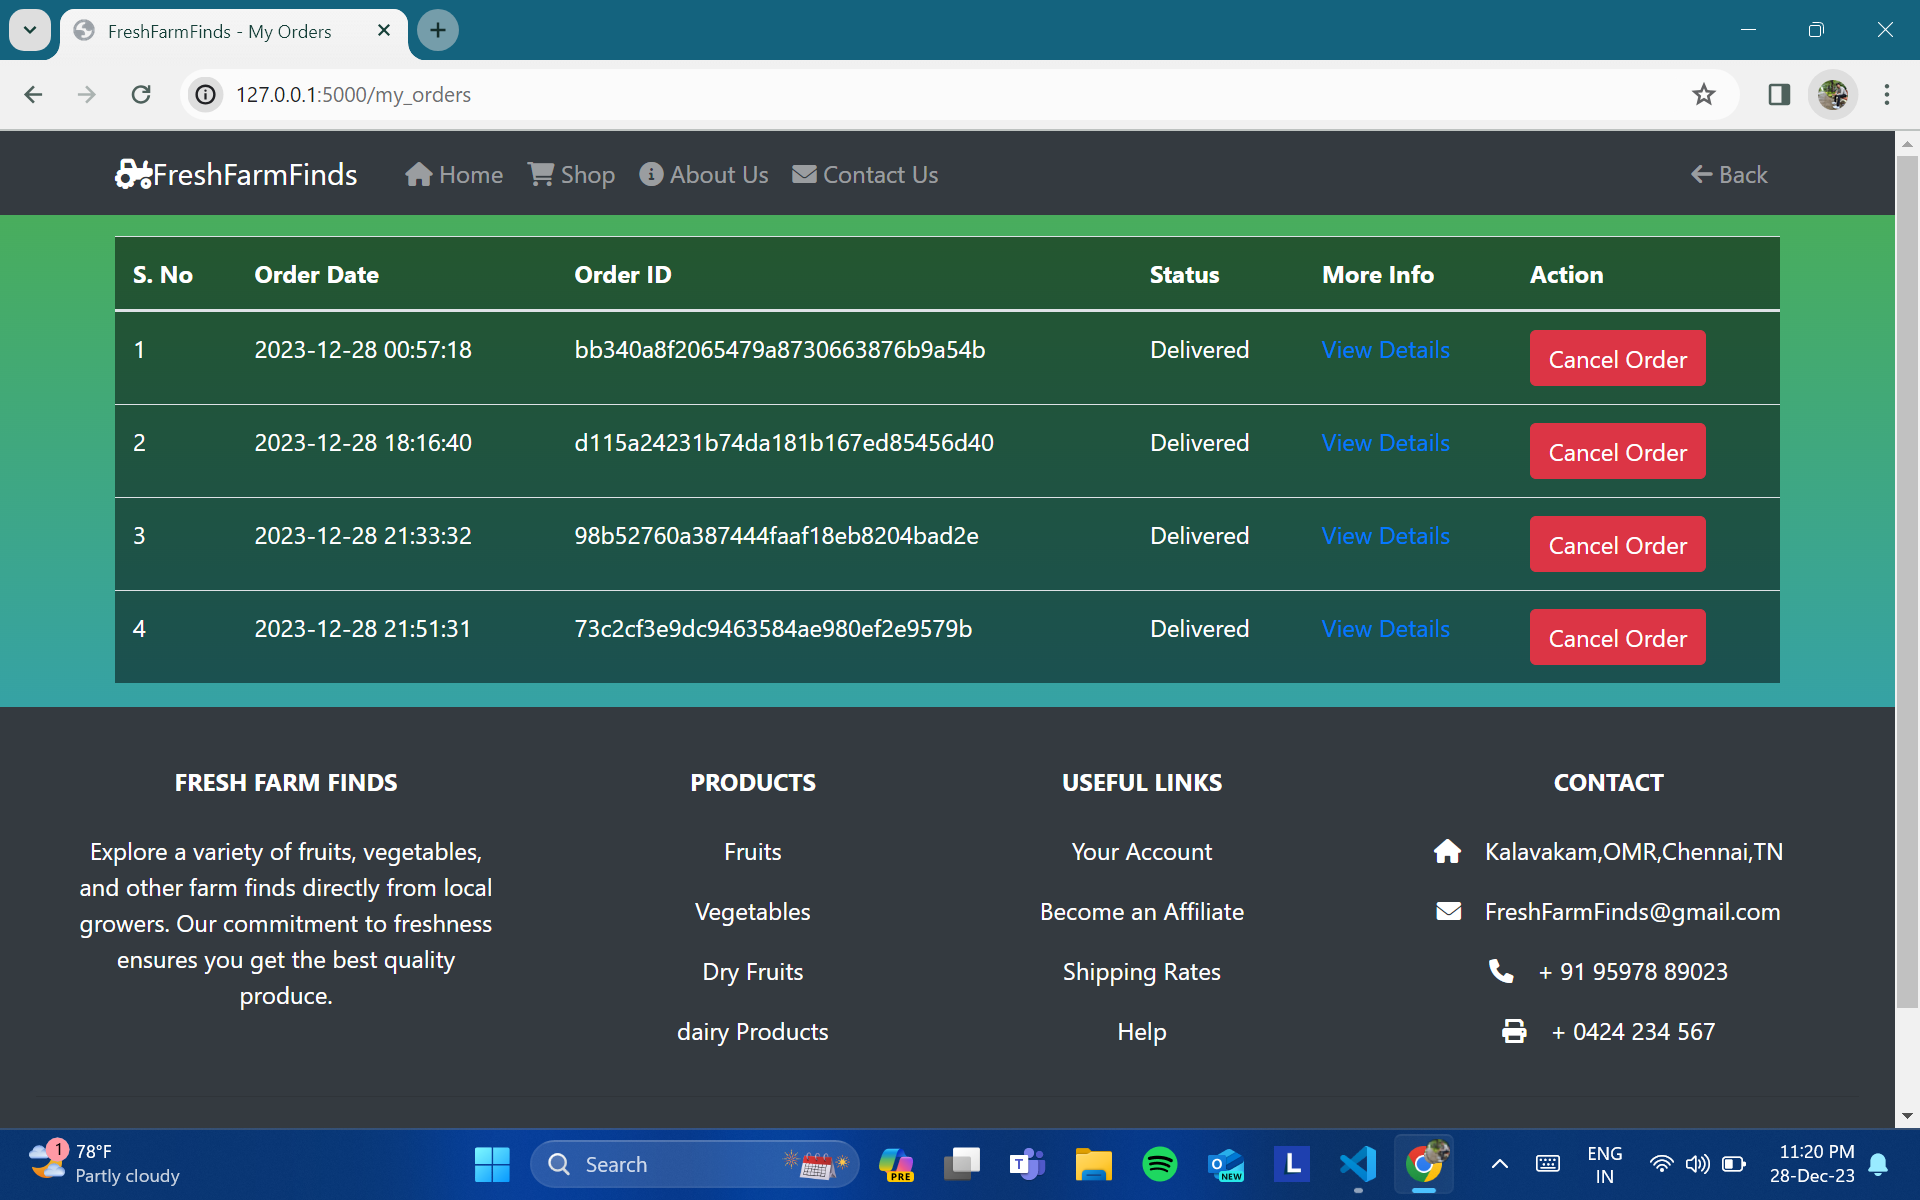 FreshFarmFinds - My Orders
127.0.0.1:5000/my_orders
FreshFarmFinds Home Shop About Us Contact Us Back
S. No Order Date Order ID Status More Info Action
1 2023-12-28 00:57:18 bb340a8f2065479a8730663876b9a54b Delivered View Details Cancel Order
2 2023-12-28 18:16:40 d115a24231b74da181b167ed85456d40 Delivered View Details Cancel Order
3 2023-12-28 21:33:32 98b52760a387444faaf18eb8204bad2e Delivered View Details Cancel Order
4 2023-12-28 21:51:31 73c2cf3e9dc9463584ae980ef2e9579b Delivered View Details Cancel Order
FRESH FARM FINDS
Explore a variety of fruits, vegetables,
and other farm finds directly from local
growers. Our commitment to freshness
ensures you get the best quality
produce.
PRODUCTS
Fruits
Vegetables
Dry Fruits
dairy Products
USEFUL LINKS
Your Account
Become an Affiliate
Shipping Rates
Help
CONTACT
Kalavakam,OMR,Chennai,TN
FreshFarmFinds@gmail.com
+ 91 95978 89023
+ 0424 234 567
1
78°F
Partly cloudy
Search
PRE
T
O
NEW
L
ENG
IN
11:20 PM
28-Dec-23